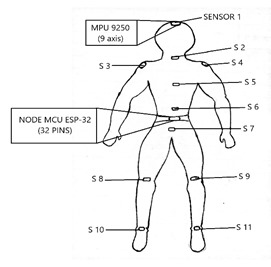 SENSOR 1
MPU 9250
(9 axis)
S 2
S 3
S 4
S 5
S 6
NODE MCU ESP-32
(32 PINS)
S 7
S 8
S 9
S 10
S 11